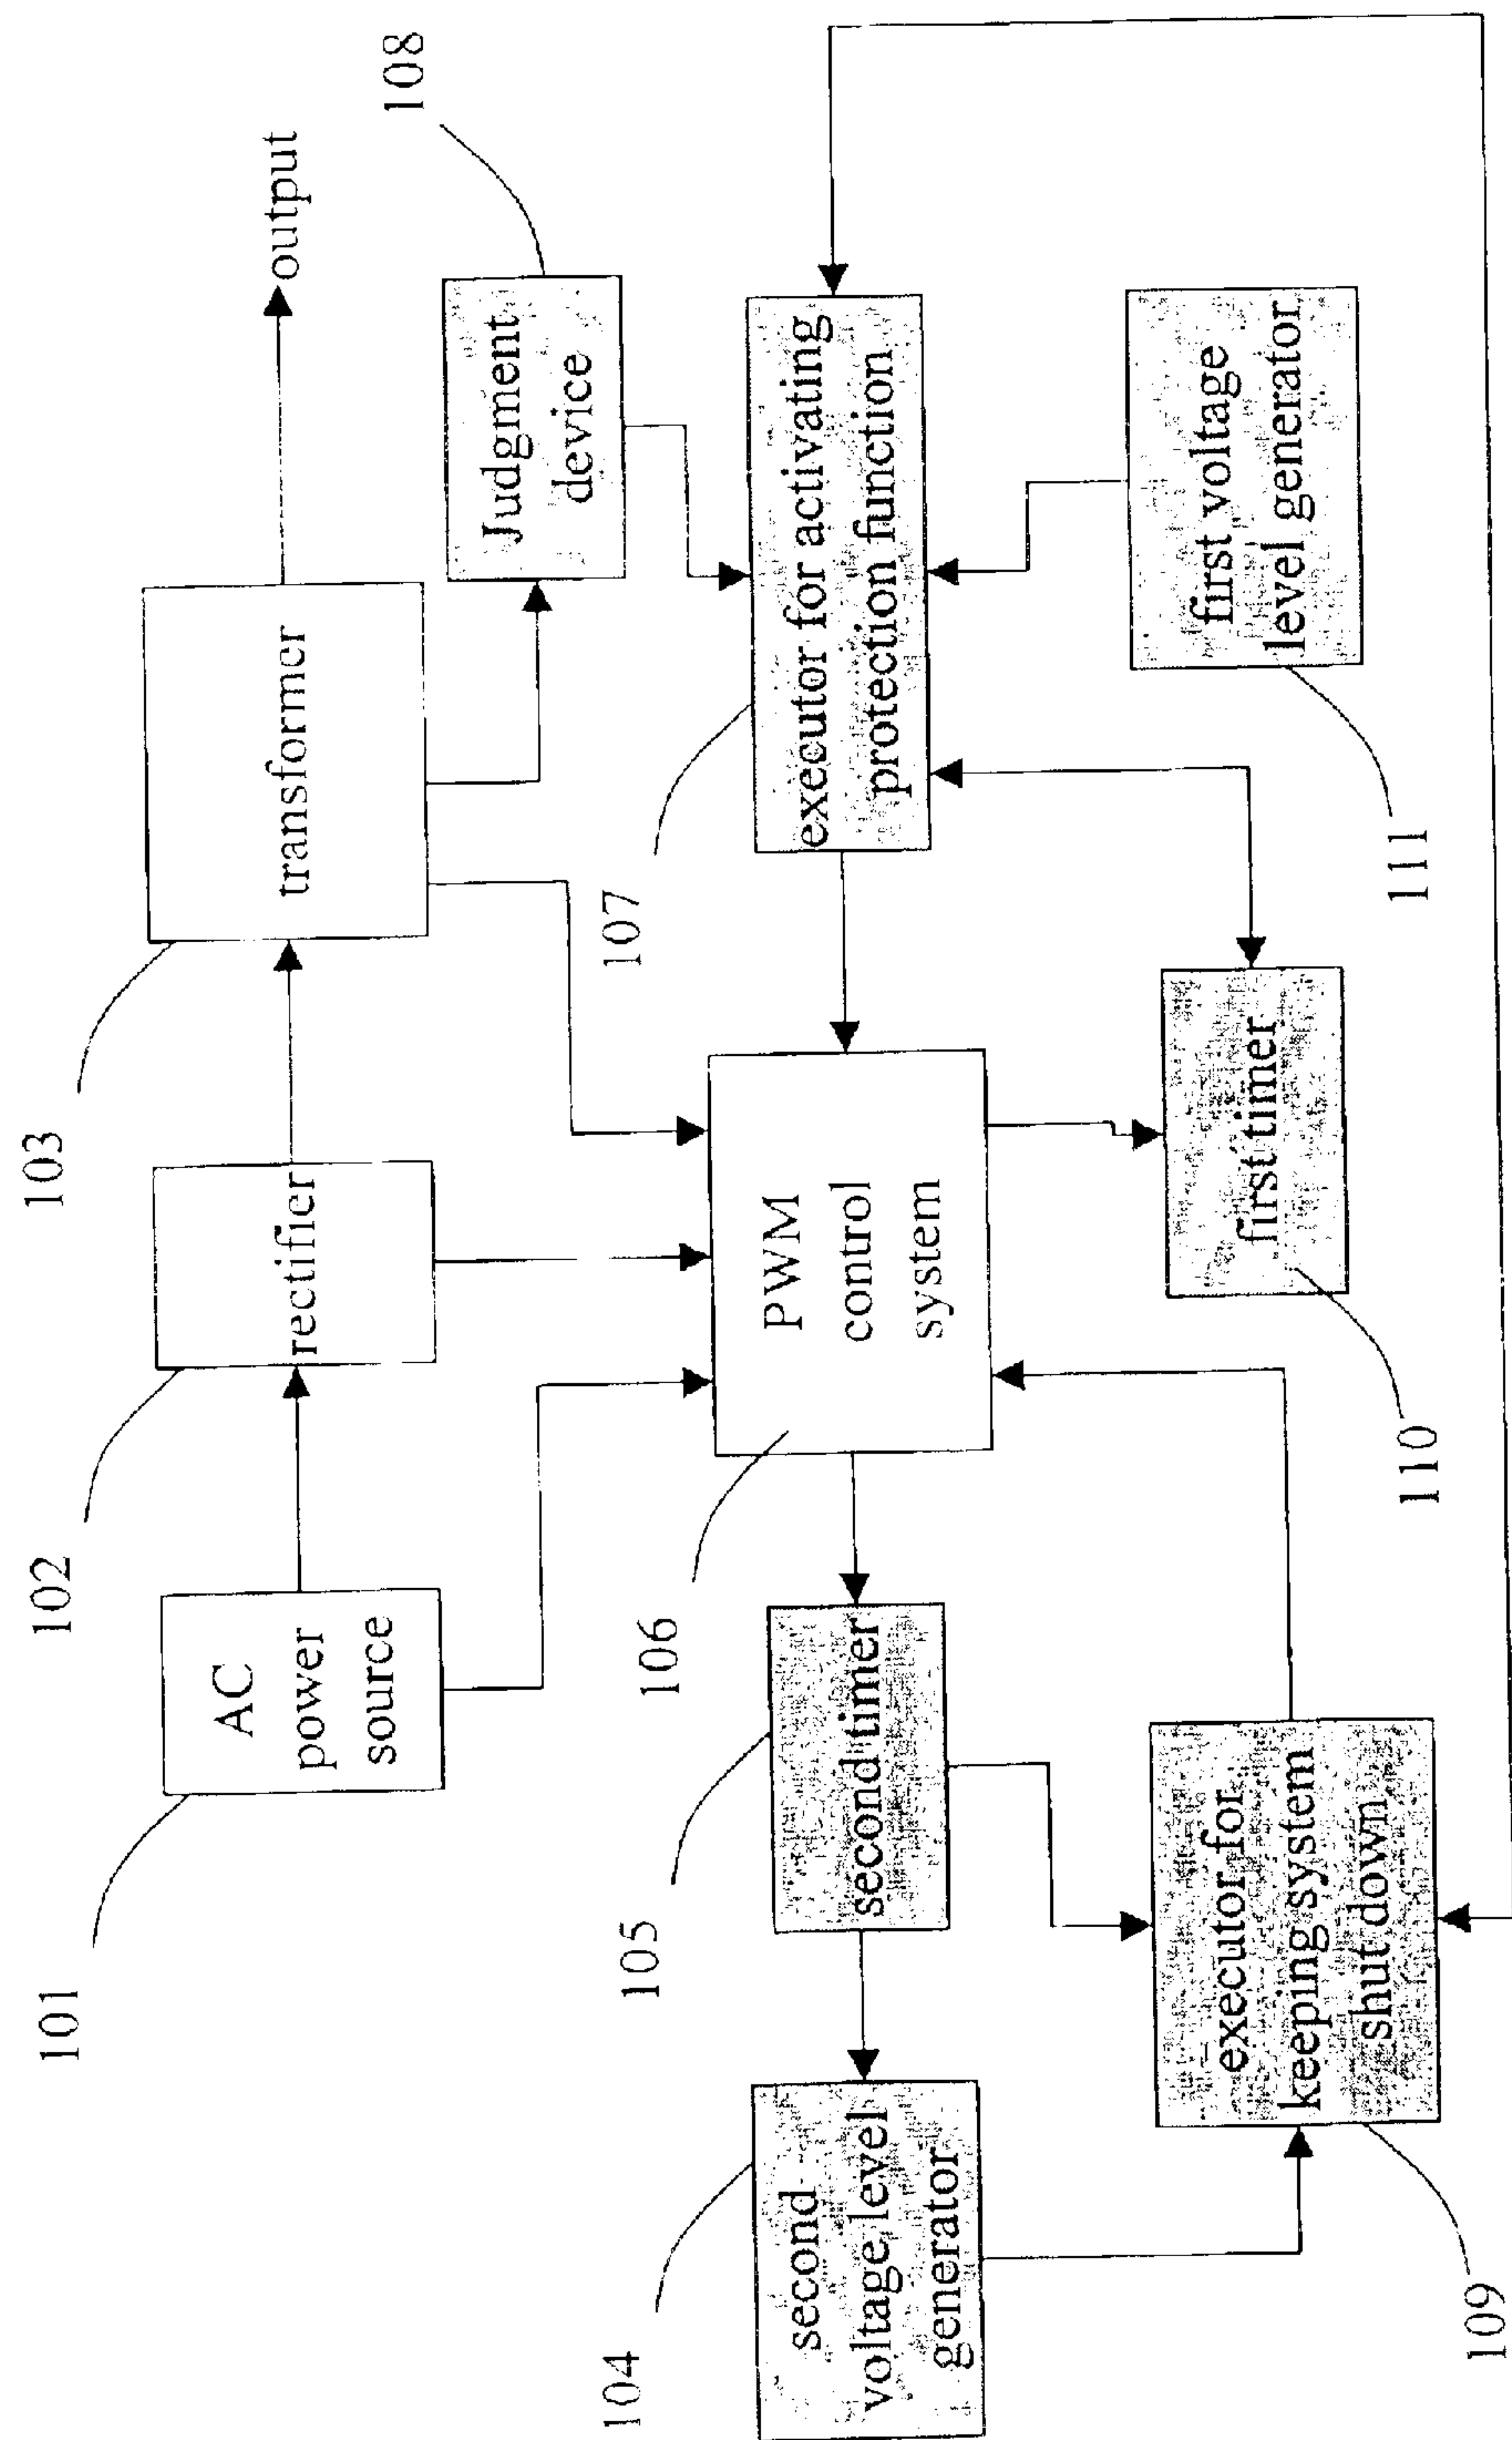 101
AC
power
source
102
rectifier
103
transformer
output
108
Judgment
device
104
second
voltage level
generator
105
second timer
106
PWM
control
system
107
executor for activating
protection function
109
executor for
keeping system
shut down
110
first timer
111
first voltage
level generator